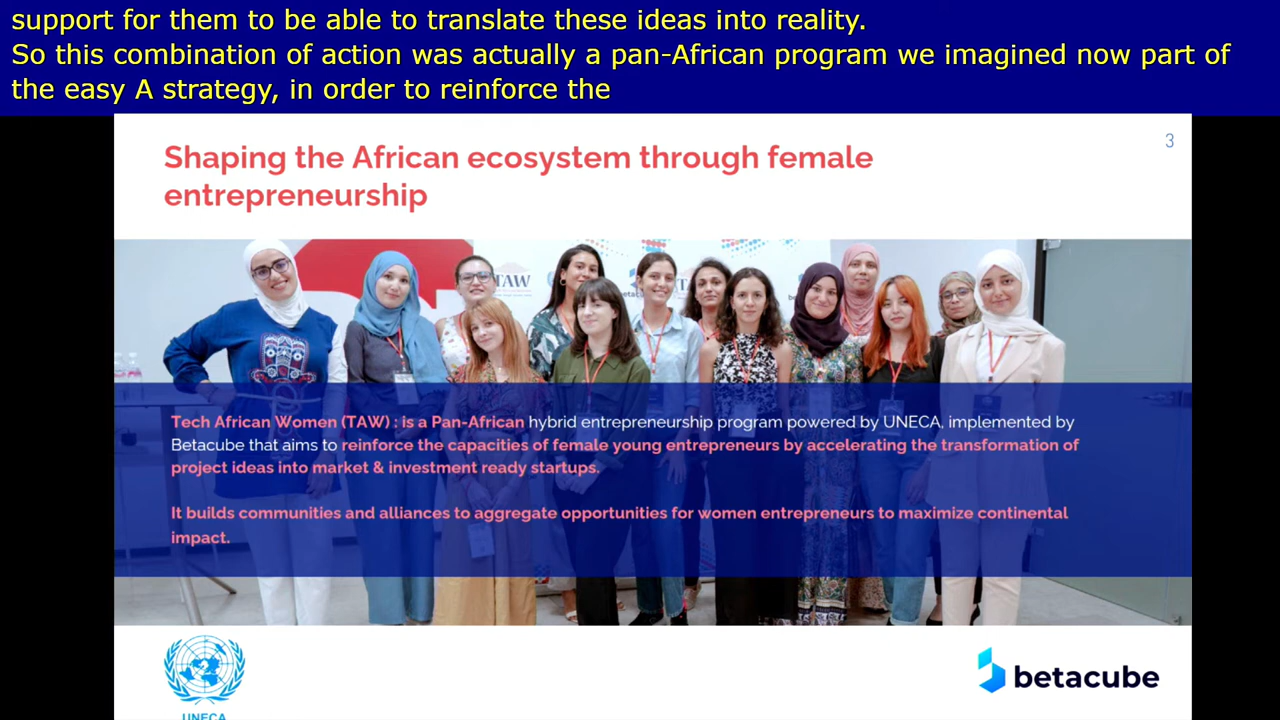 support for them to be able to translate these ideas into reality.
So this combination of action was actually a pan-African program we imagined now part of
the easy A strategy, in order to reinforce the
3
Shaping the African ecosystem through female
entrepreneurship
TAW
Tech African Women (TAW) : is a Pan-African hybrid entrepreneurship program powered by UNECA, implemented by
Betacube that aims to reinforce the capacities of female young entrepreneurs by accelerating the transformation of
project ideas into market & investment ready startups.
It builds communities and alliances to aggregate opportunities for women entrepreneurs to maximize continental
impact.
UNECA
betacube